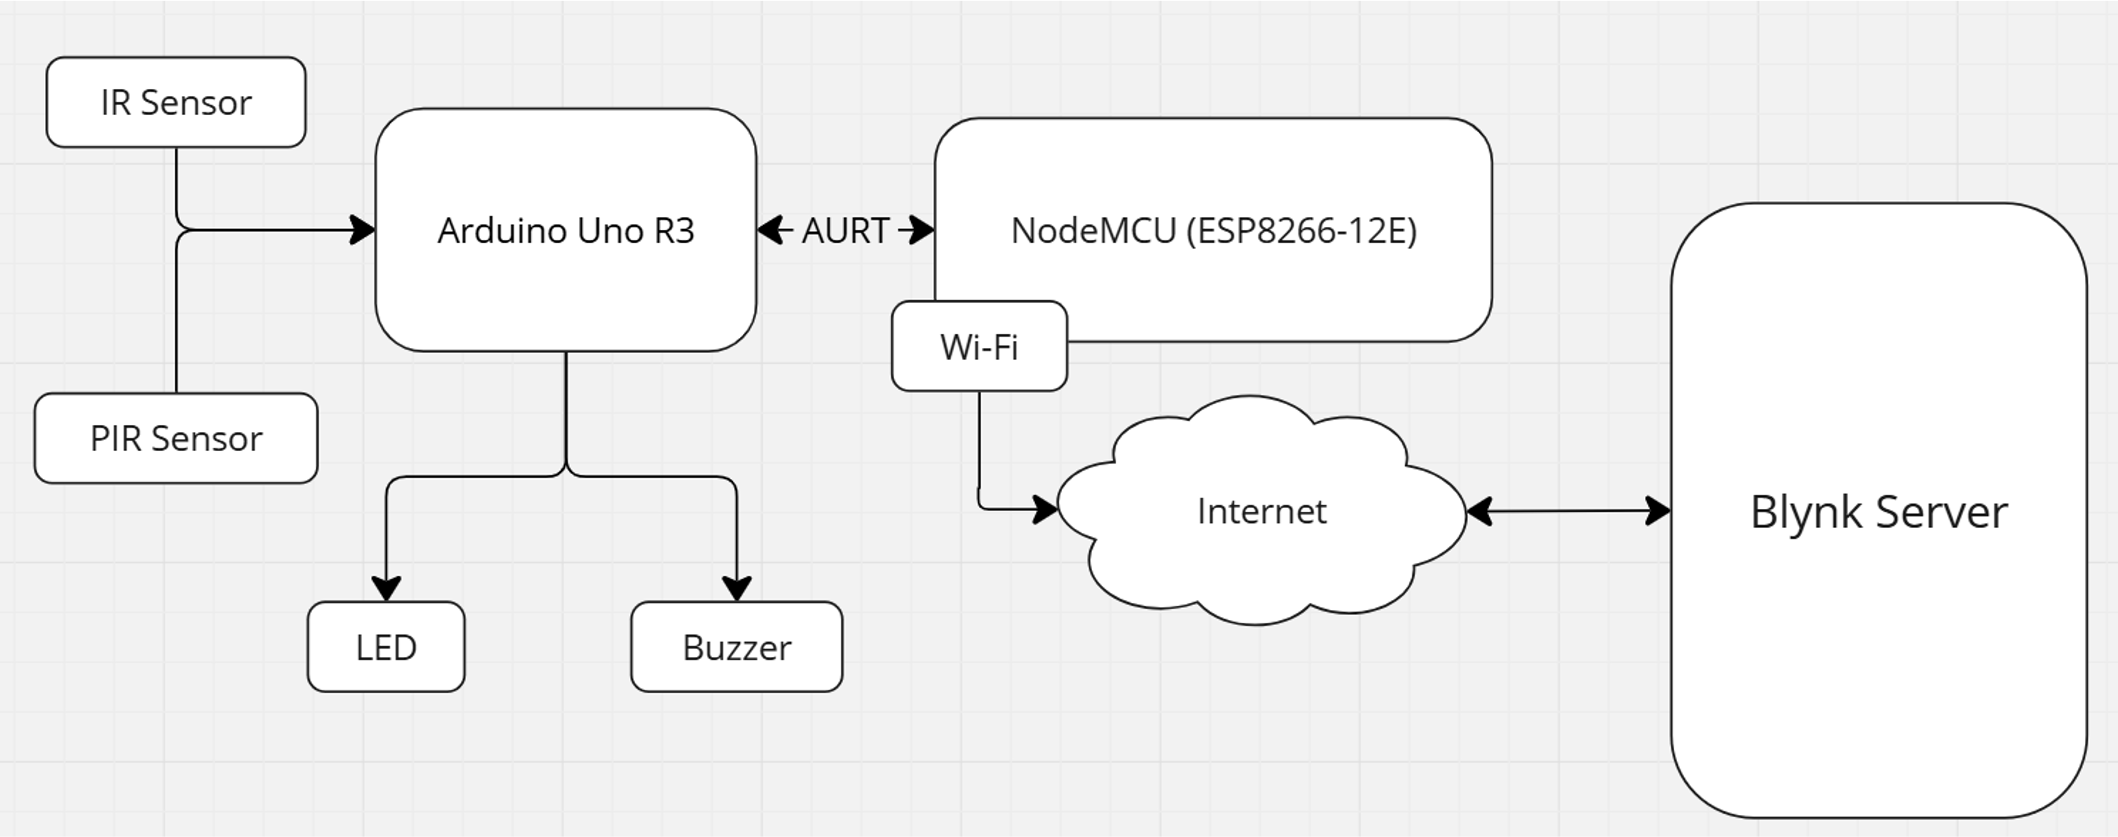 IR Sensor
Arduino Uno R3
AURT
NodeMCU (ESP8266-12E)
Wi-Fi
PIR Sensor
Internet
Blynk Server
LED
Buzzer